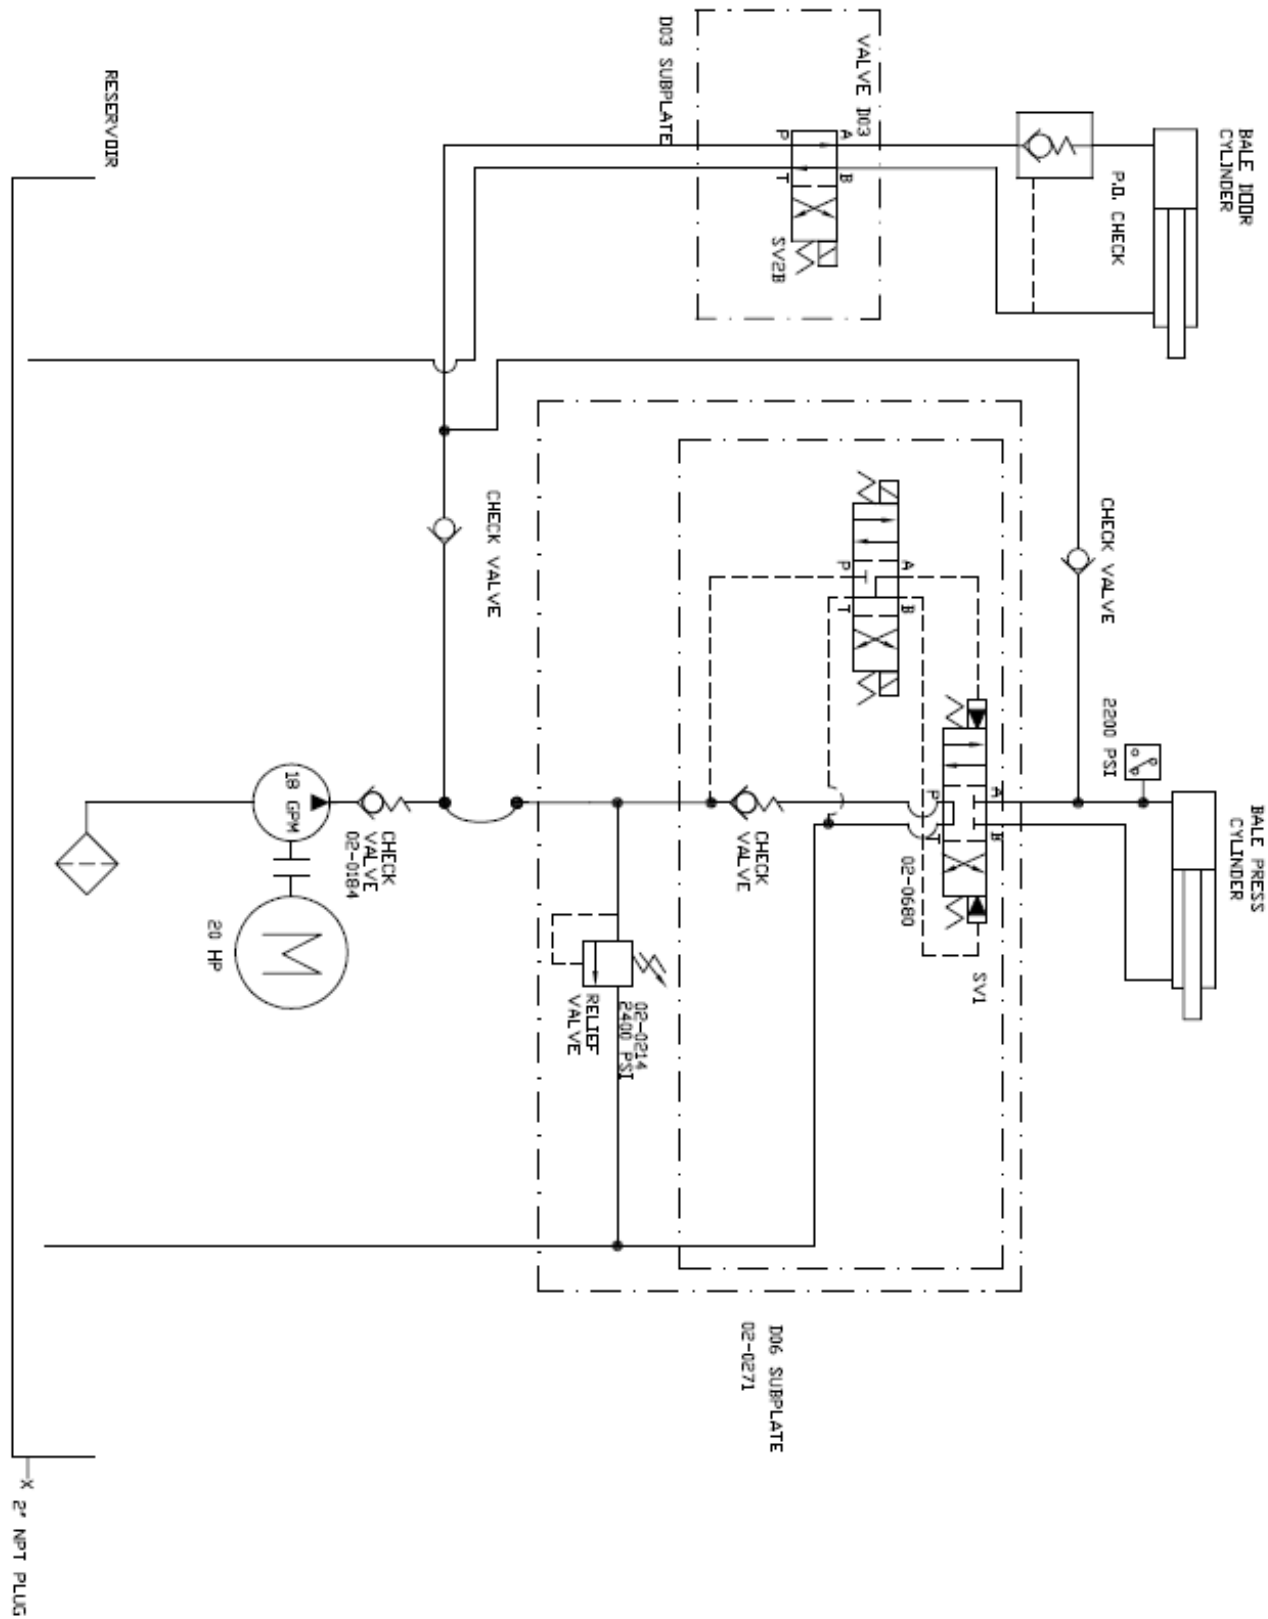 BALE DOOR
CYLINDER
P.O. CHECK
VALVE D03
D03 SUBPLATE
A
B
P
T
SV2B
RESERVOIR
CHECK VALVE
CHECK VALVE
2200 PSI
BALE PRESS
CYLINDER
A
B
P
T
A
B
P
T
02-0680
SV1
CHECK
VALVE
18 GPM
CHECK
VALVE
02-0184
M
20 HP
02-0214
2400 PSI
RELIEF
VALVE
D06 SUBPLATE
02-0271
X 2" NPT PLUG